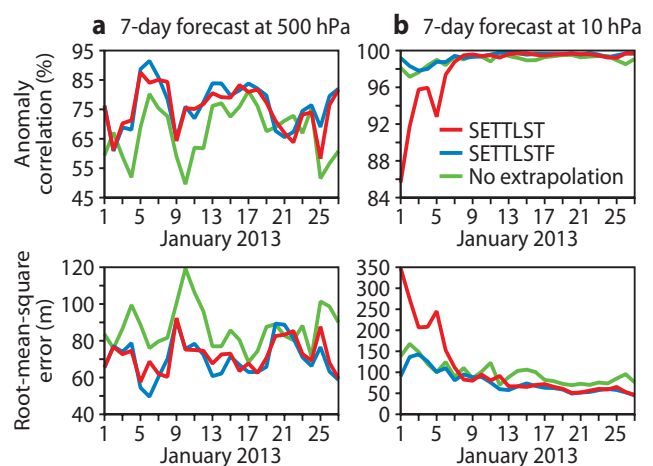 a 7-day forecast at 500 hPa
b 7-day forecast at 10 hPa
Anomaly
correlation (%)
95
85
75
65
55
45
1 5 9 13 17 21 25
January 2013
100
96
92
88
84
SETTLST
SETTLSTF
No extrapolation
1 5 9 13 17 21 25
January 2013
Root-mean-square
error (m)
120
100
80
60
40
1 5 9 13 17 21 25
January 2013
350
300
250
200
150
100
50
0
1 5 9 13 17 21 25
January 2013